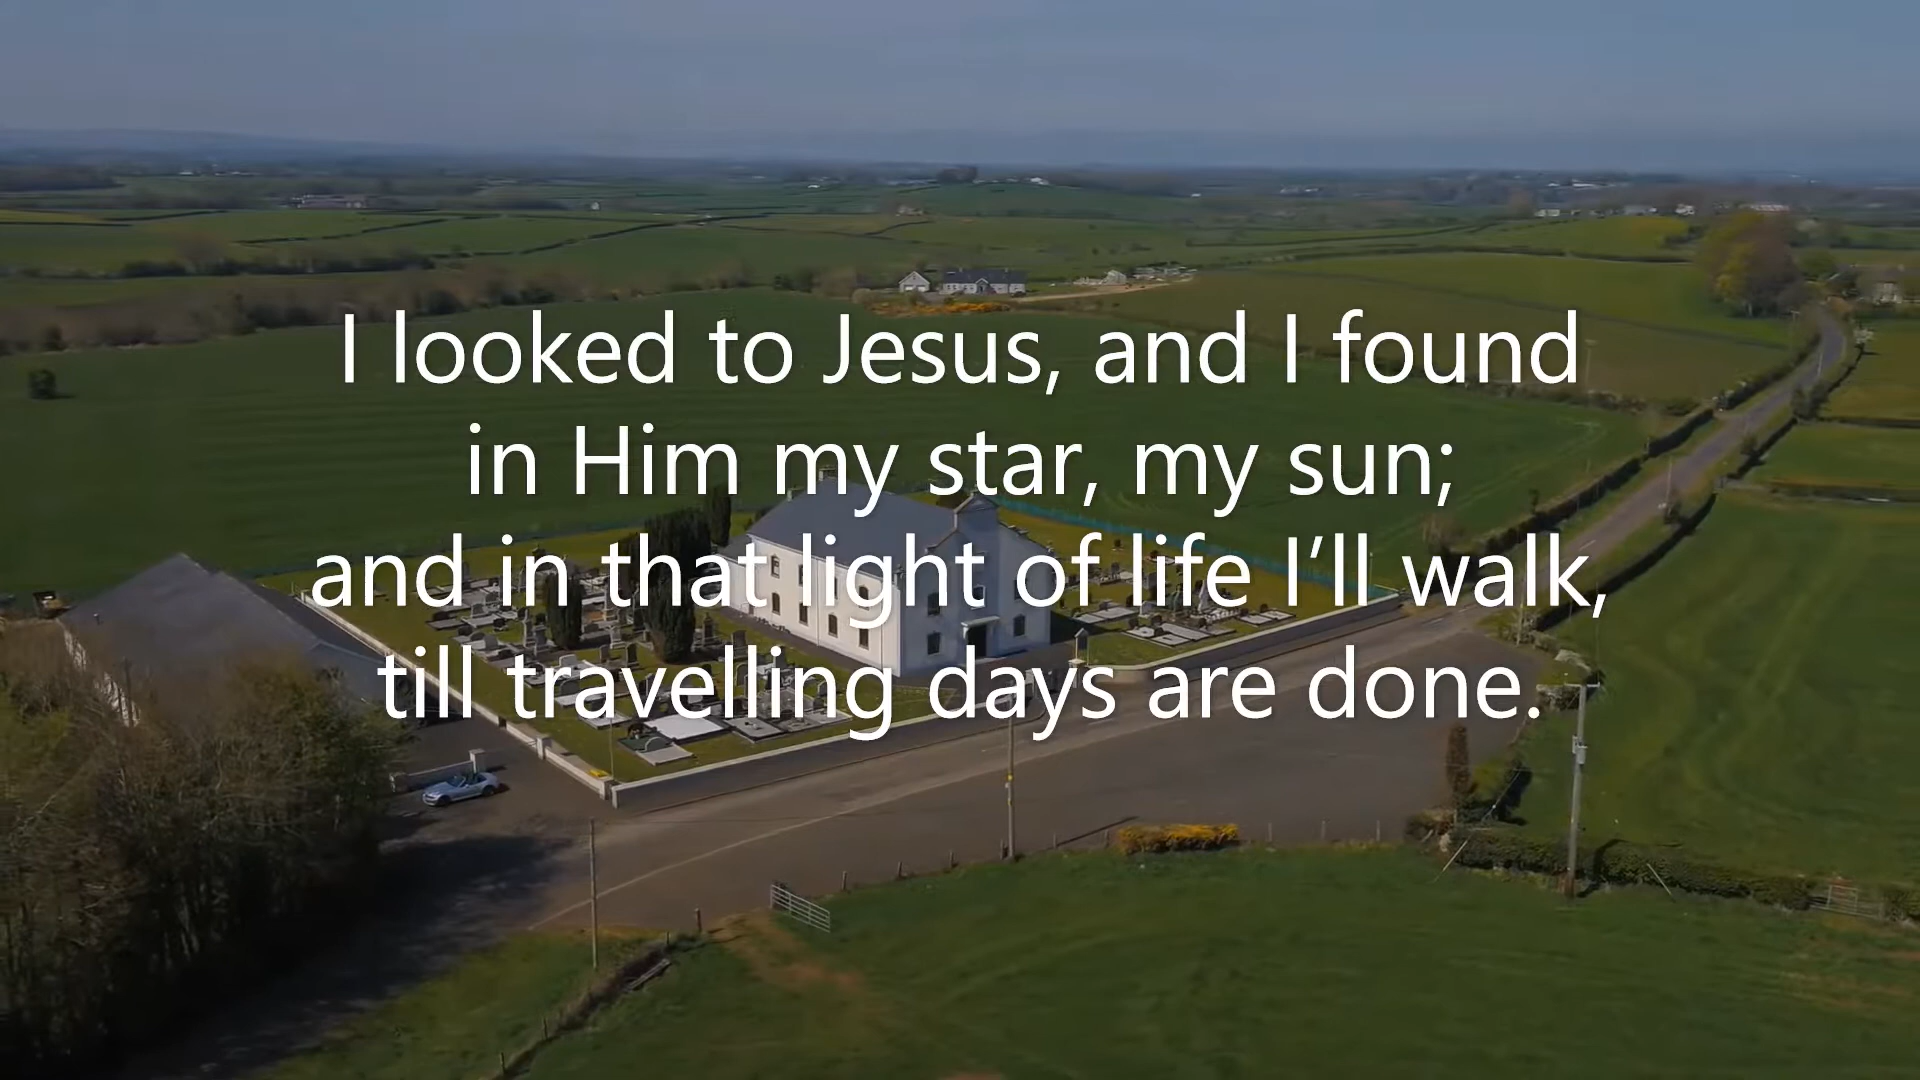 I looked to Jesus, and I found
in Him my star, my sun;
and in that light of life I’ll walk,
till travelling days are done.